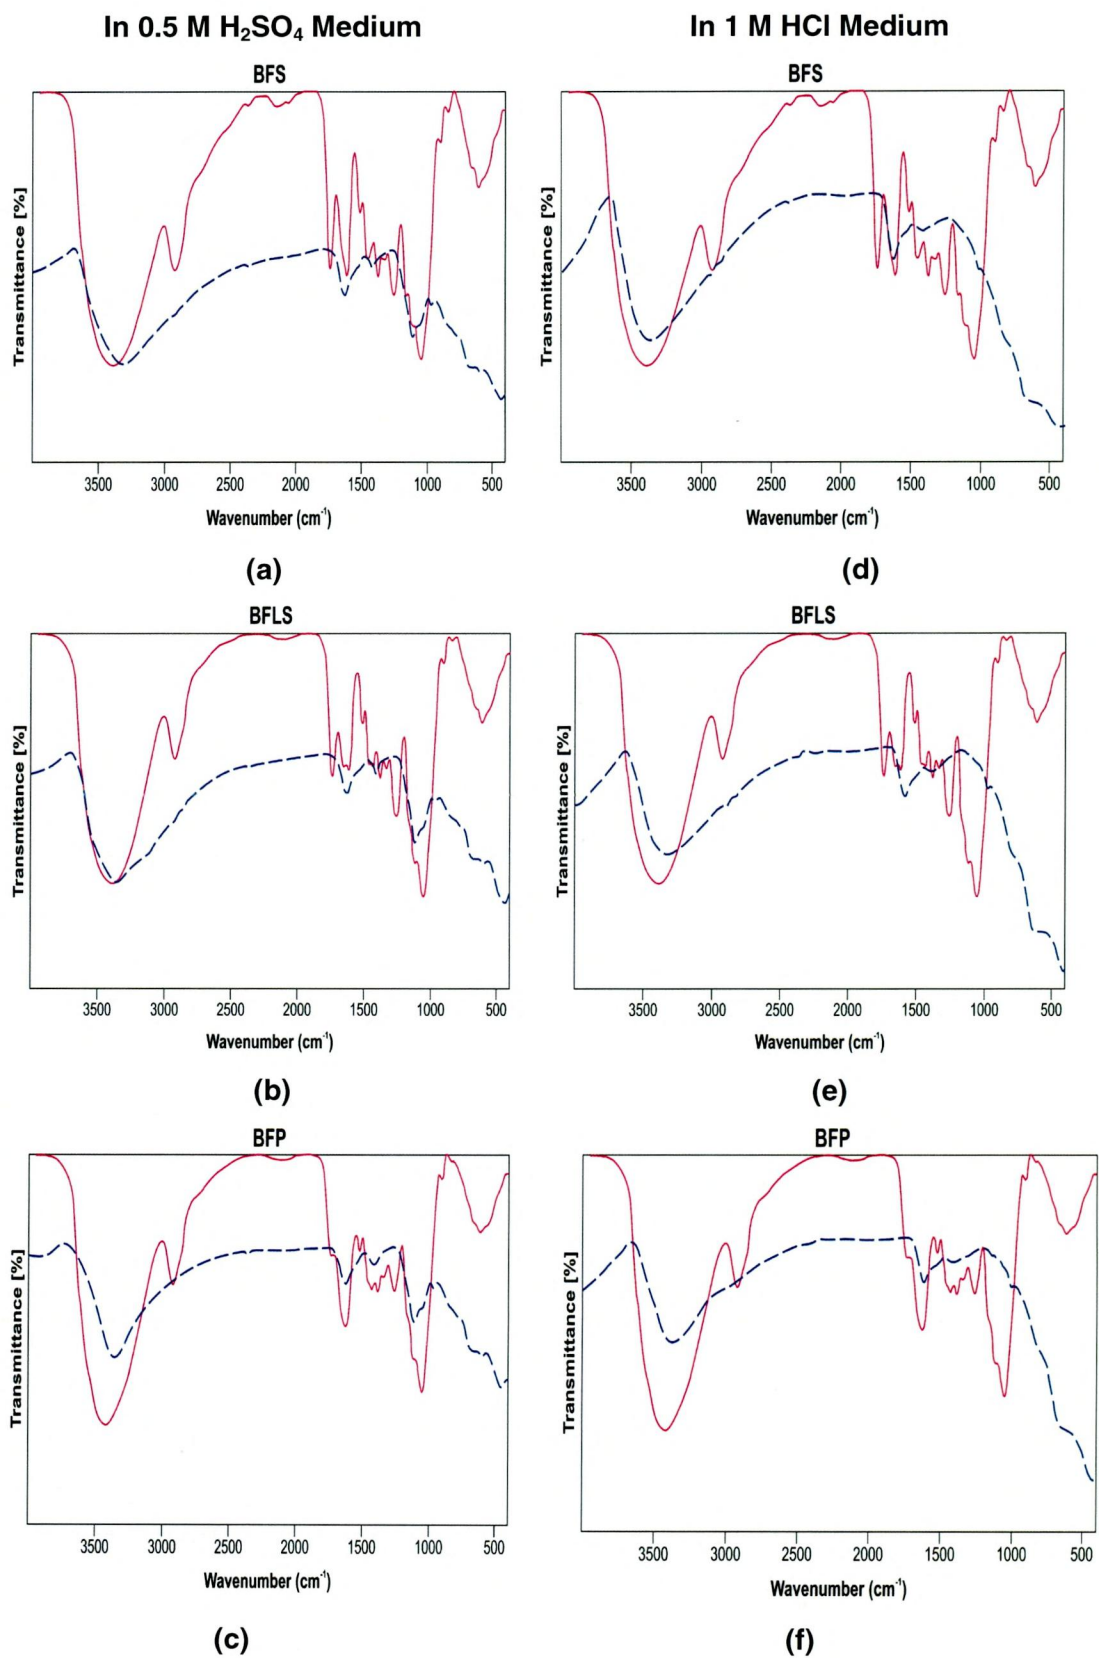 In 0.5 M H₂SO₄ Medium
In 1 M HCl Medium
BFS
Transmittance [%]
3500 3000 2500 2000 1500 1000 500
Wavenumber (cm⁻¹)
(a)
BFS
Transmittance [%]
3500 3000 2500 2000 1500 1000 500
Wavenumber (cm⁻¹)
(d)
BFLS
Transmittance [%]
3500 3000 2500 2000 1500 1000 500
Wavenumber (cm⁻¹)
(b)
BFLS
Transmittance [%]
3500 3000 2500 2000 1500 1000 500
Wavenumber (cm⁻¹)
(e)
BFP
Transmittance [%]
3500 3000 2500 2000 1500 1000 500
Wavenumber (cm⁻¹)
(c)
BFP
Transmittance [%]
3500 3000 2500 2000 1500 1000 500
Wavenumber (cm⁻¹)
(f)